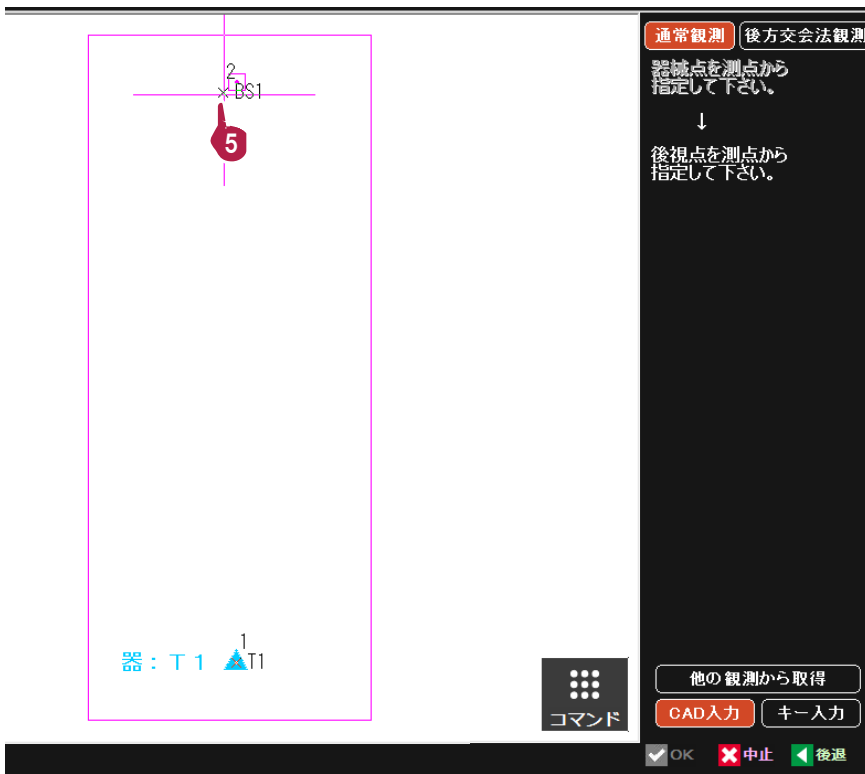 通常観測
後方交会法観測
器械点を測点から
指定して下さい。
↓
後視点を測点から
指定して下さい。
2
BS1
5
1
器：T1
T1
コマンド
他の観測から取得
CAD入力
キー入力
OK
中止
後退